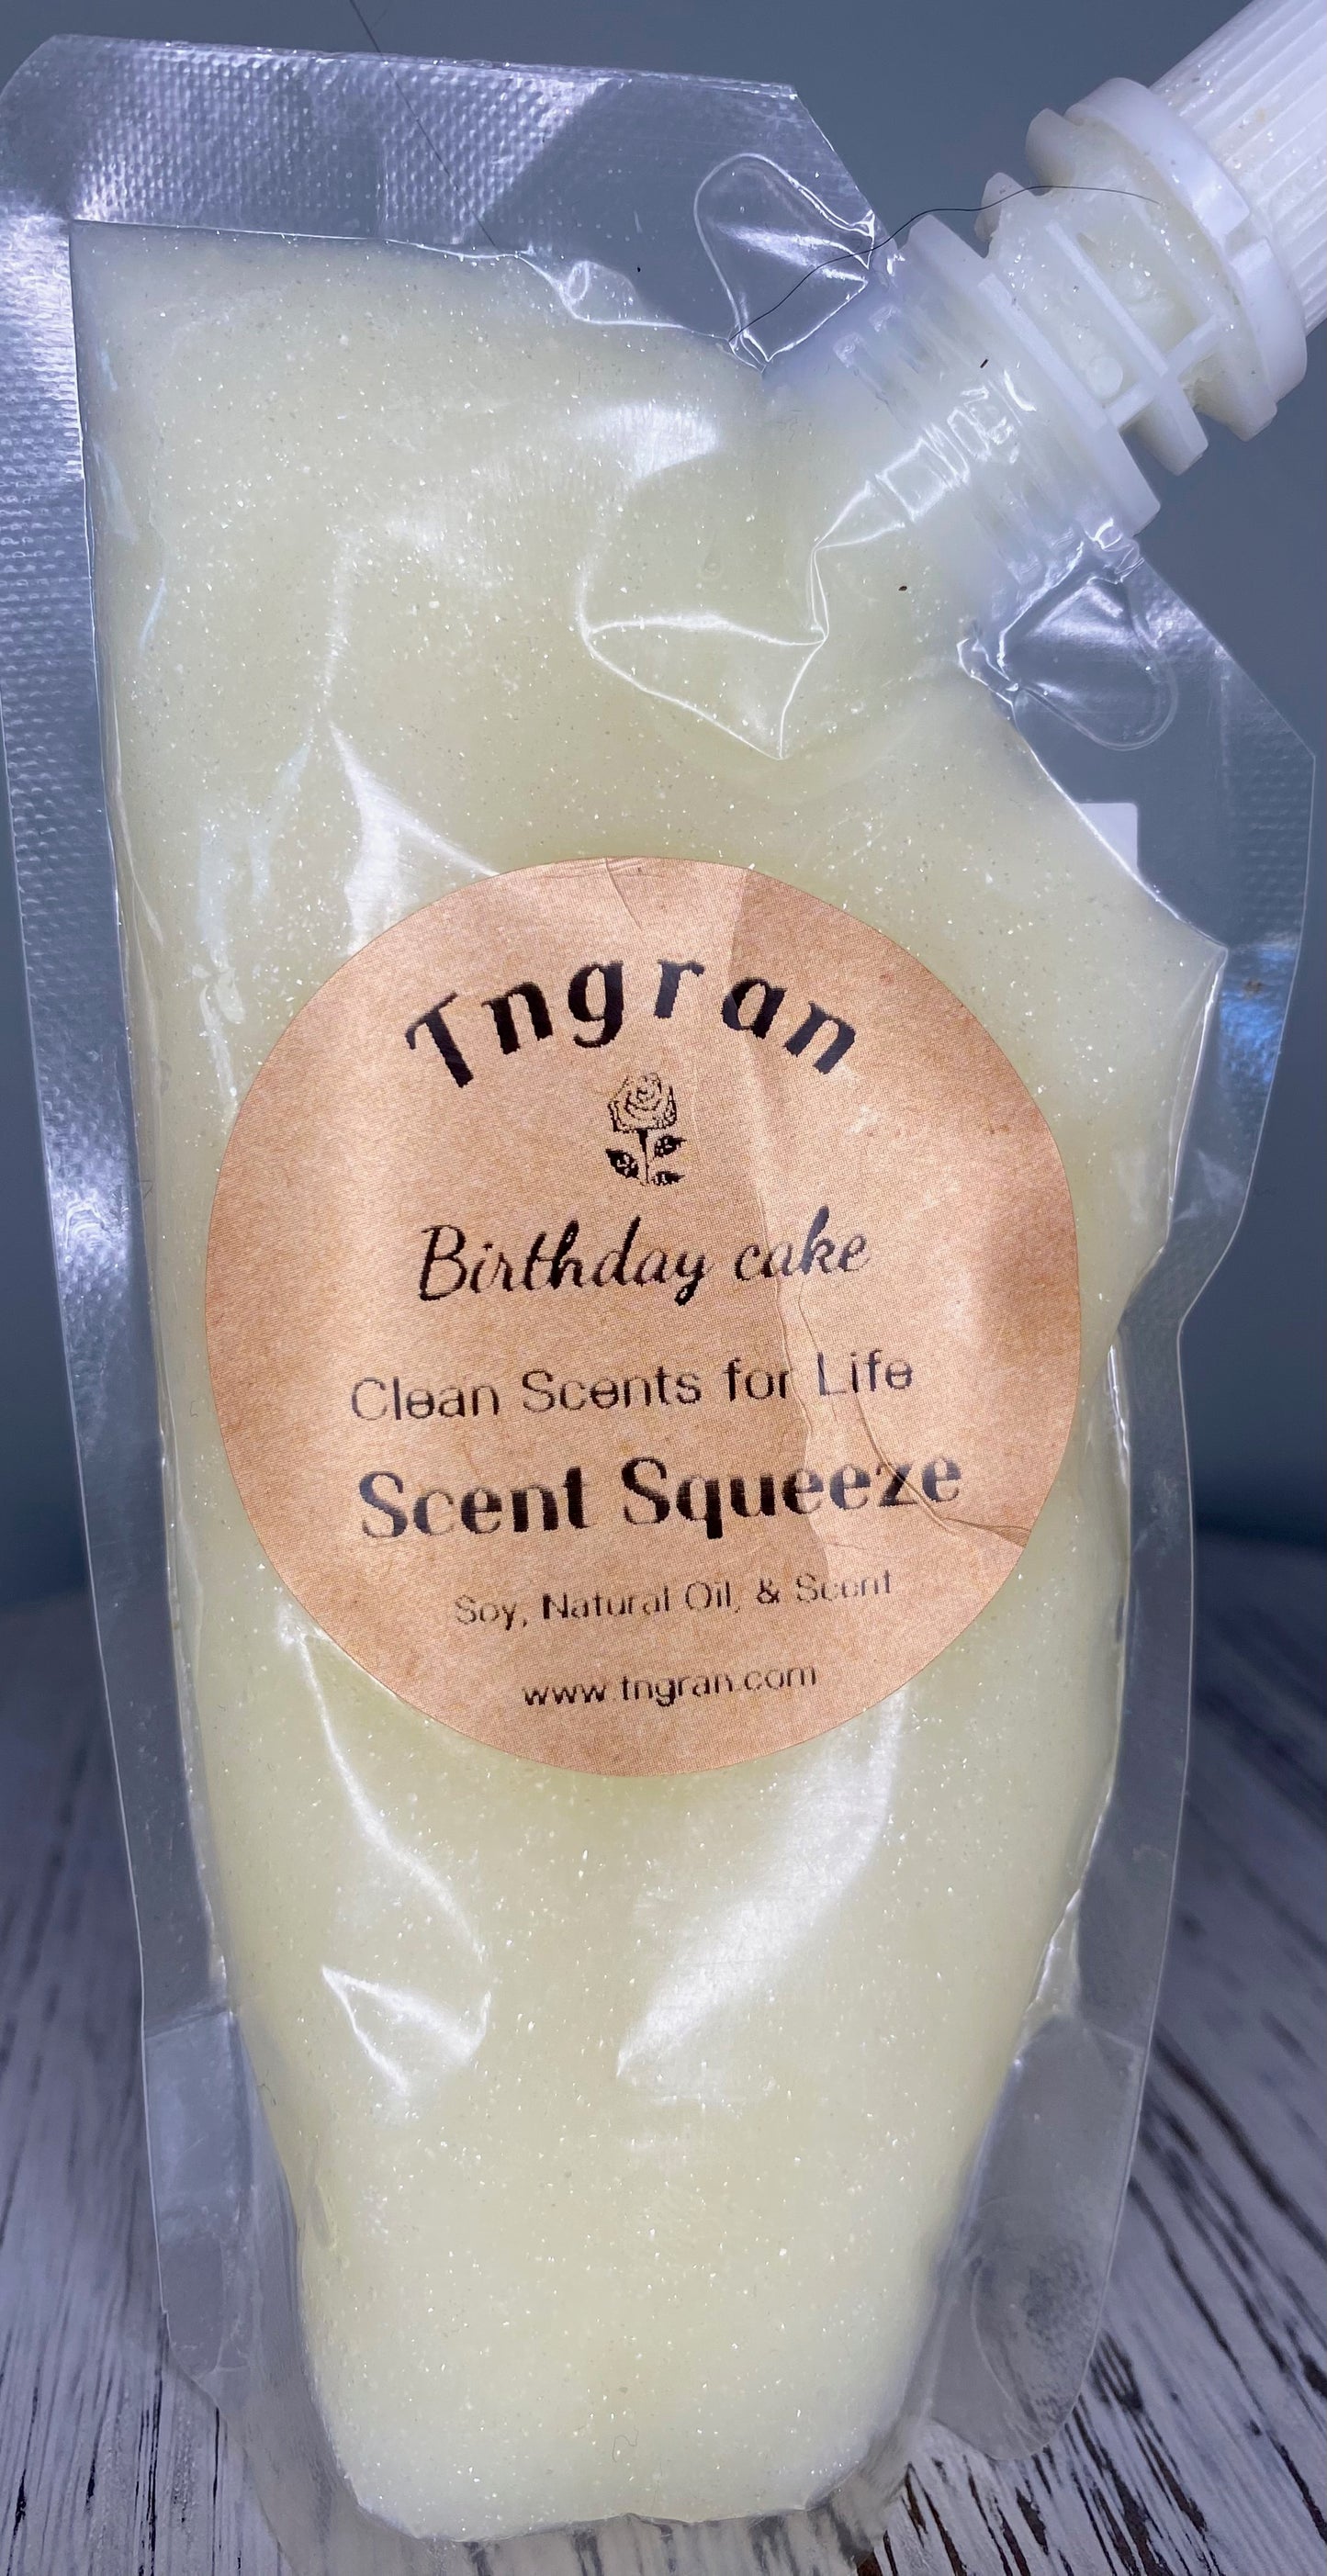 Tngran
Birthday cake
Clean Scents for Life
Scent Squeeze
Soy, Natural Oil, & Scent
www.tngran.com